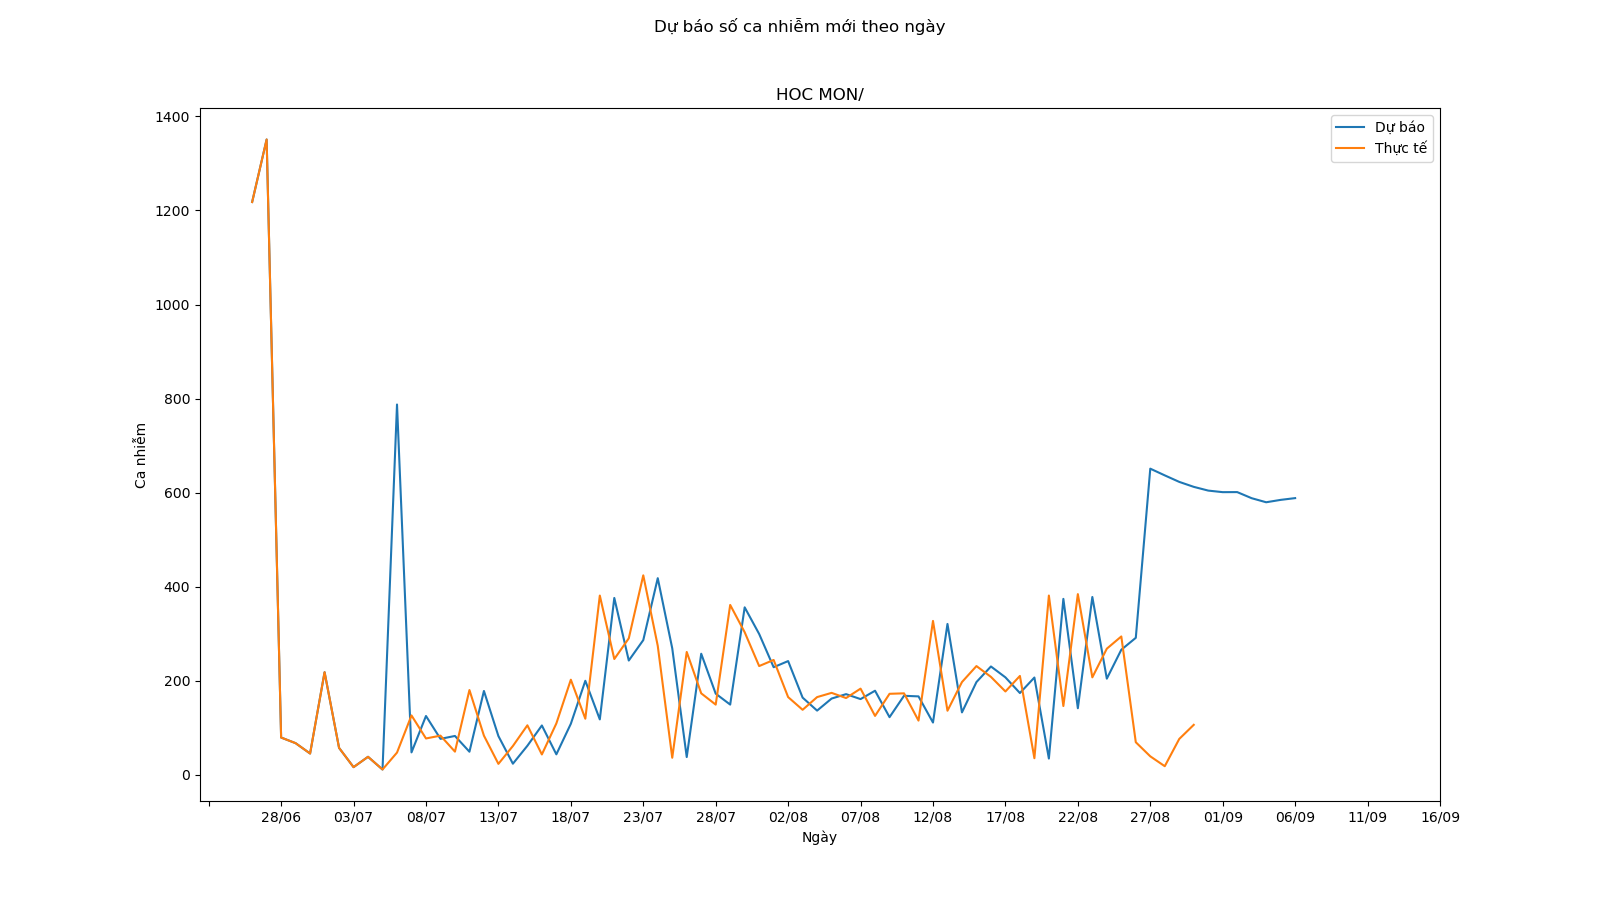 Dự báo số ca nhiễm mới theo ngày
HOC MON/
1400
1200
1000
800
600
400
200
0
Ca nhiễm
Dự báo
Thực tế
28/06 03/07 08/07 13/07 18/07 23/07 28/07 02/08 07/08 12/08 17/08 22/08 27/08 01/09 06/09 11/09 16/09
Ngày